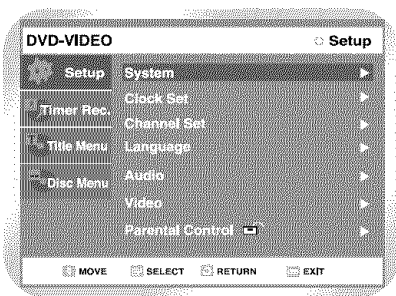 DVD-VIDEO Setup
Setup System
Clock Set
Timer Rec.
Channel Set
Title Menu Language
Disc Menu Audio
Video
Parental Control
MOVE SELECT RETURN EXIT